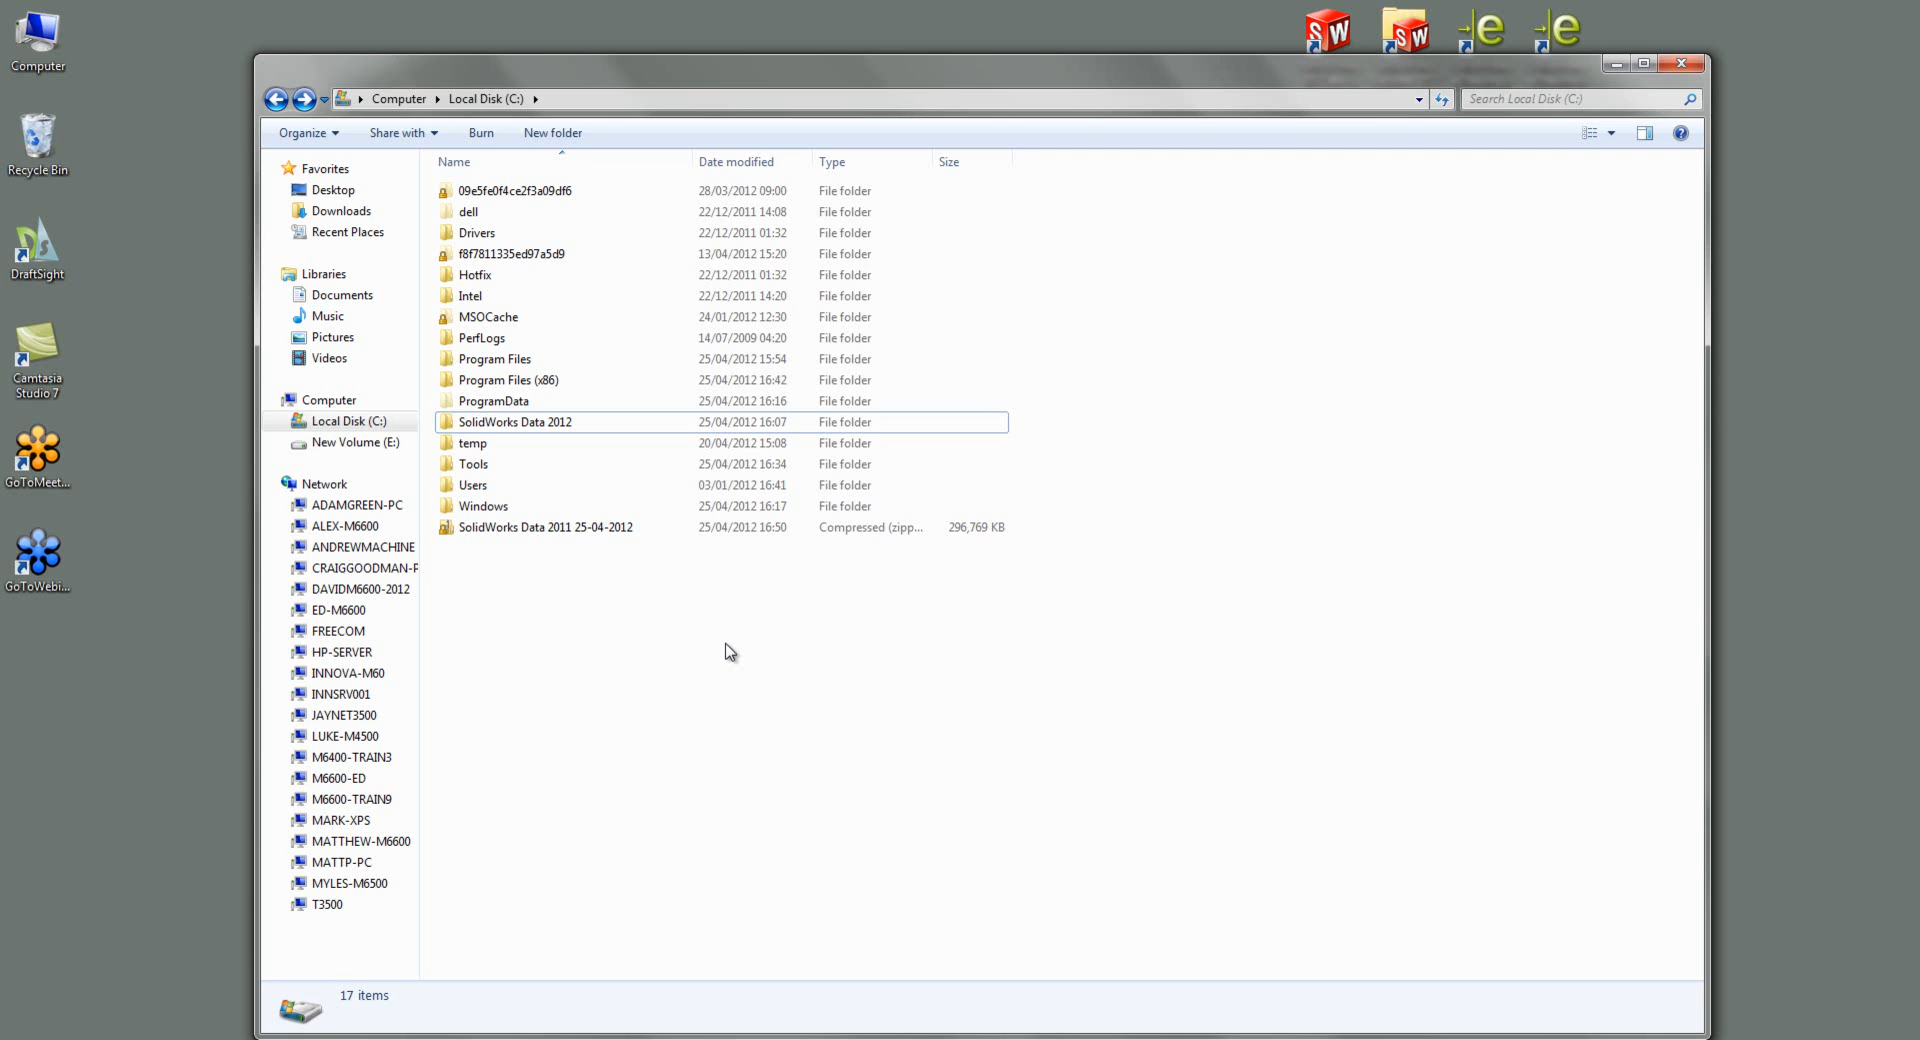 Computer
Recycle Bin
DraftSight
Camtasia
Studio 7
GoToMeet...
GoToWebi...
SW
SW
e
e
Computer
Local Disk (C:)
Search Local Disk (C:)
Organize
Share with
Burn
New folder
Name
Date modified
Type
Size
Favorites
Desktop
Downloads
Recent Places
Libraries
Documents
Music
Pictures
Videos
Computer
Local Disk (C:)
New Volume (E:)
Network
ADAMGREEN-PC
ALEX-M6600
ANDREWMACHINE
CRAIGGOODMAN-P
DAVIDM6600-2012
ED-M6600
FREECOM
HP-SERVER
INNOVA-M60
INNSRV001
JAYNET3500
LUKE-M4500
M6400-TRAIN3
M6600-ED
M6600-TRAIN9
MARK-XPS
MATTHEW-M6600
MATTP-PC
MYLES-M6500
T3500
09e5fe0f4ce2f3a09df6 28/03/2012 09:00 File folder
dell 22/12/2011 14:08 File folder
Drivers 22/12/2011 01:32 File folder
f8f7811335ed97a5d9 13/04/2012 15:20 File folder
Hotfix 22/12/2011 01:32 File folder
Intel 22/12/2011 14:20 File folder
MSOCache 24/01/2012 12:30 File folder
PerfLogs 14/07/2009 04:20 File folder
Program Files 25/04/2012 15:54 File folder
Program Files (x86) 25/04/2012 16:42 File folder
ProgramData 25/04/2012 16:16 File folder
SolidWorks Data 2012 25/04/2012 16:07 File folder
temp 20/04/2012 15:08 File folder
Tools 25/04/2012 16:34 File folder
Users 03/01/2012 16:41 File folder
Windows 25/04/2012 16:17 File folder
SolidWorks Data 2011 25-04-2012 25/04/2012 16:50 Compressed (zipp... 296,769 KB
17 items